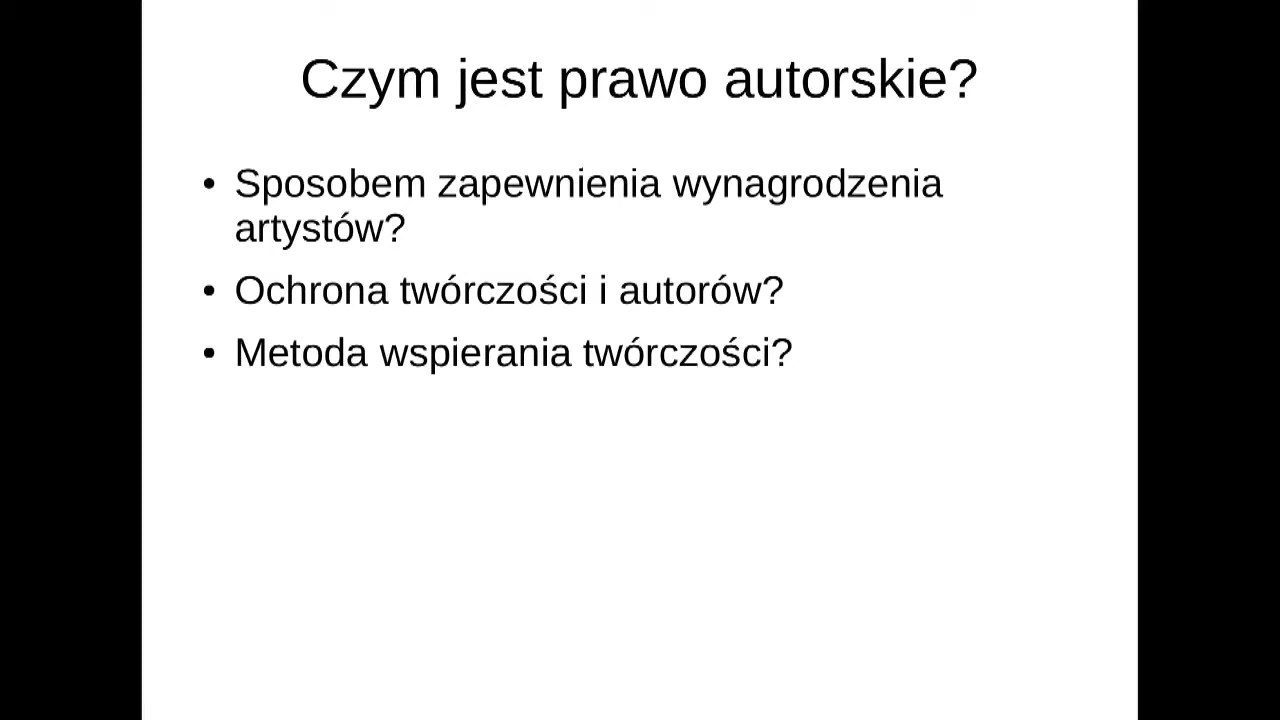 Czym jest prawo autorskie?
• Sposobem zapewnienia wynagrodzenia
artystów?
• Ochrona twórczości i autorów?
• Metoda wspierania twórczości?